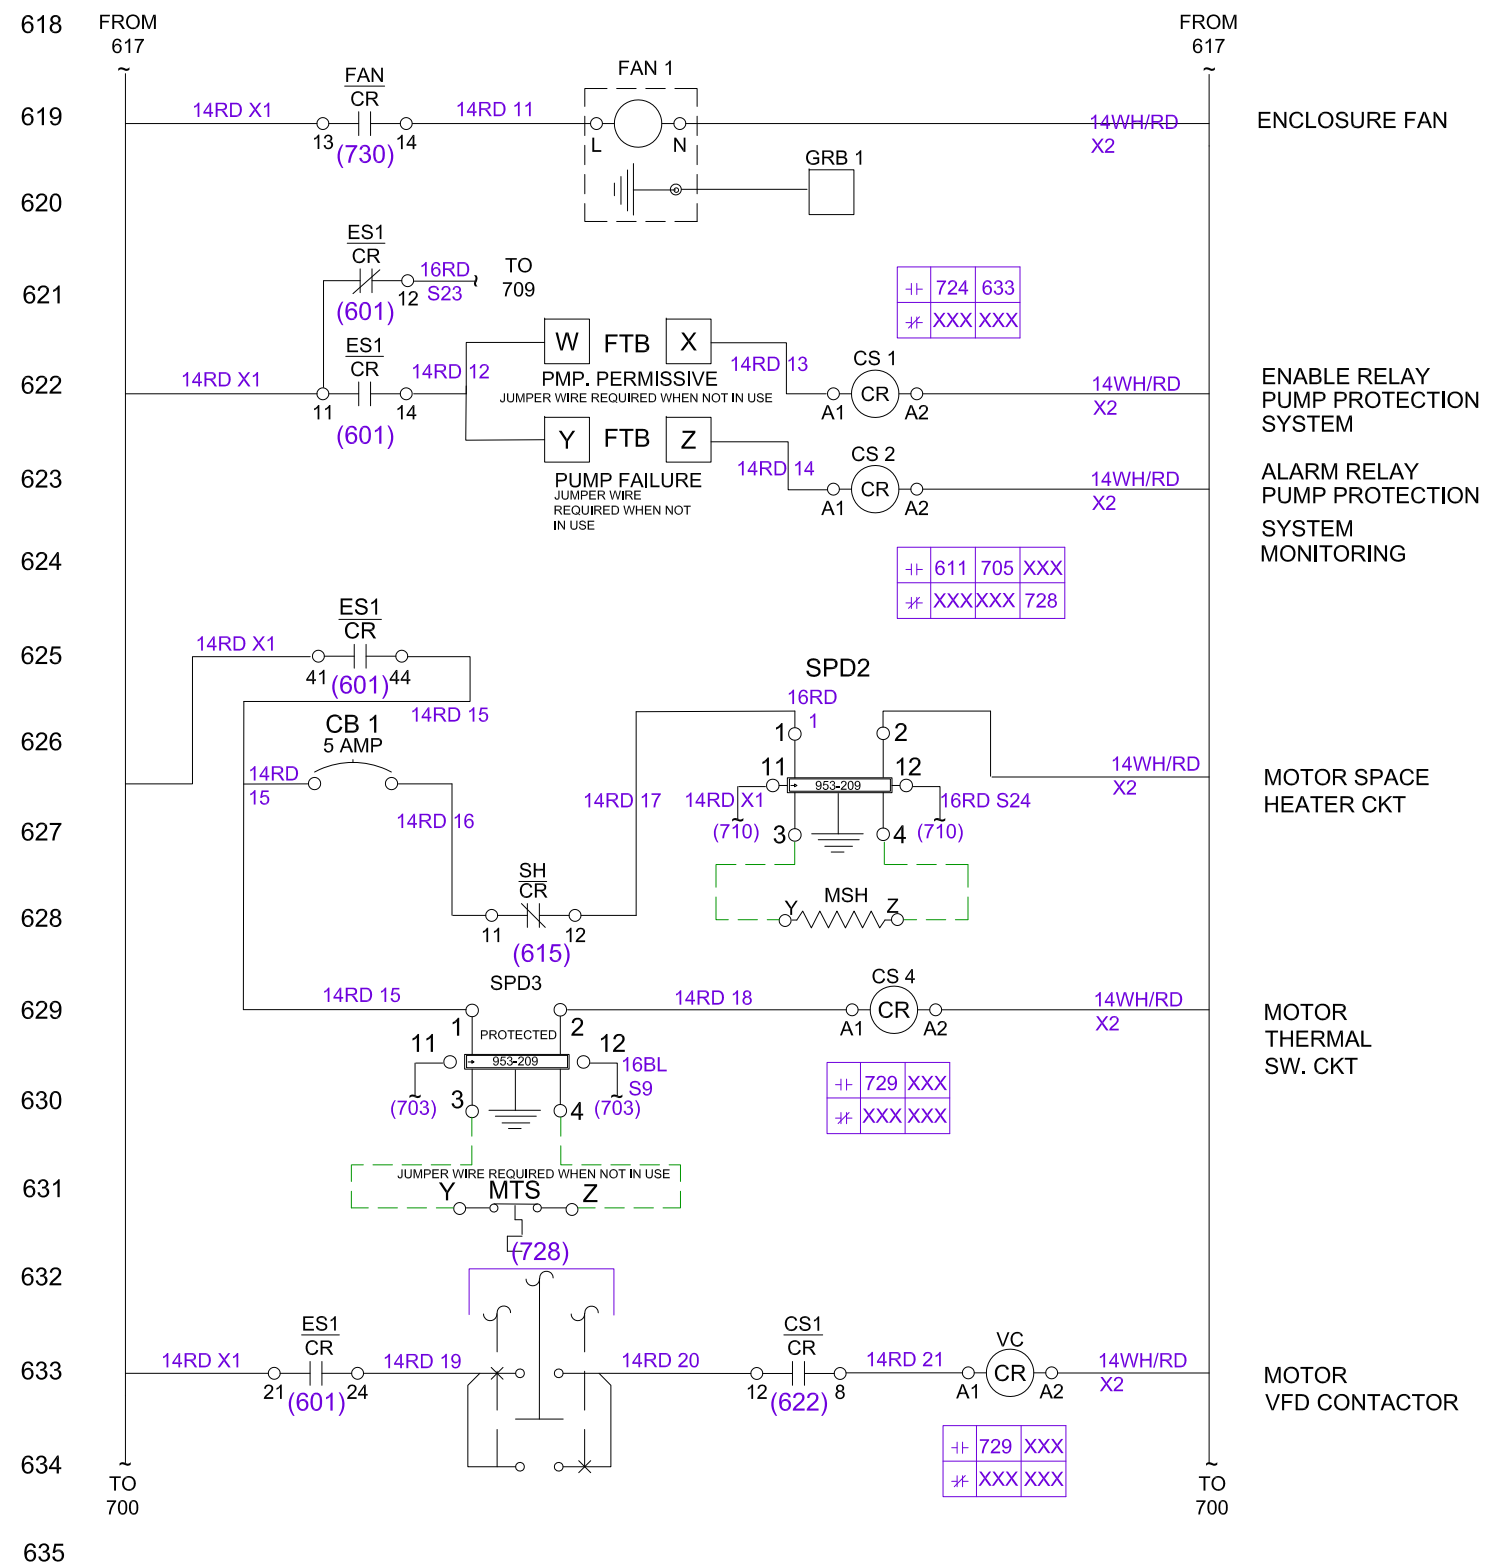 618
FROM
617
~
FROM
617
~
619
14RD X1
FAN
CR
13
14
(730)
14RD 11
FAN 1
L
N
14WH/RD
X2
ENCLOSURE FAN
GRB 1
620
621
ES1
CR
12
(601)
16RD
S23
TO
709
724 633
XXX XXX
622
14RD X1
ES1
CR
11
14
(601)
14RD 12
W FTB X
PMP. PERMISSIVE
JUMPER WIRE REQUIRED WHEN NOT IN USE
14RD 13
CS 1
CR
A1
A2
14WH/RD
X2
ENABLE RELAY
PUMP PROTECTION
SYSTEM
623
Y FTB Z
PUMP FAILURE
JUMPER WIRE
REQUIRED WHEN NOT
IN USE
14RD 14
CS 2
CR
A1
A2
14WH/RD
X2
ALARM RELAY
PUMP PROTECTION
SYSTEM
MONITORING
624
611 705 XXX
XXX XXX 728
625
14RD X1
ES1
CR
41
44
(601)
14RD 15
626
CB 1
5 AMP
14RD
15
14RD 16
SPD2
16RD
1
1
2
11
12
953-209
14RD 17
14RD X1
(710)
3
4
16RD S24
(710)
14WH/RD
X2
MOTOR SPACE
HEATER CKT
627
628
SH
CR
11
12
(615)
MSH
Y
Z
629
14RD 15
SPD3
1
2
PROTECTED
11
12
953-209
14RD 18
CS 4
CR
A1
A2
14WH/RD
X2
MOTOR
THERMAL
SW. CKT
630
(703)
3
4
16BL
S9
(703)
729 XXX
XXX XXX
631
JUMPER WIRE REQUIRED WHEN NOT IN USE
Y MTS Z
(728)
632
633
14RD X1
ES1
CR
21
24
(601)
14RD 19
14RD 20
CS1
CR
12
8
(622)
14RD 21
VC
CR
A1
A2
14WH/RD
X2
MOTOR
VFD CONTACTOR
634
729 XXX
XXX XXX
~
TO
700
~
TO
700
635